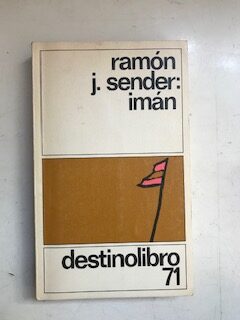 ramón
j. sender:
imán
destinolibro
71